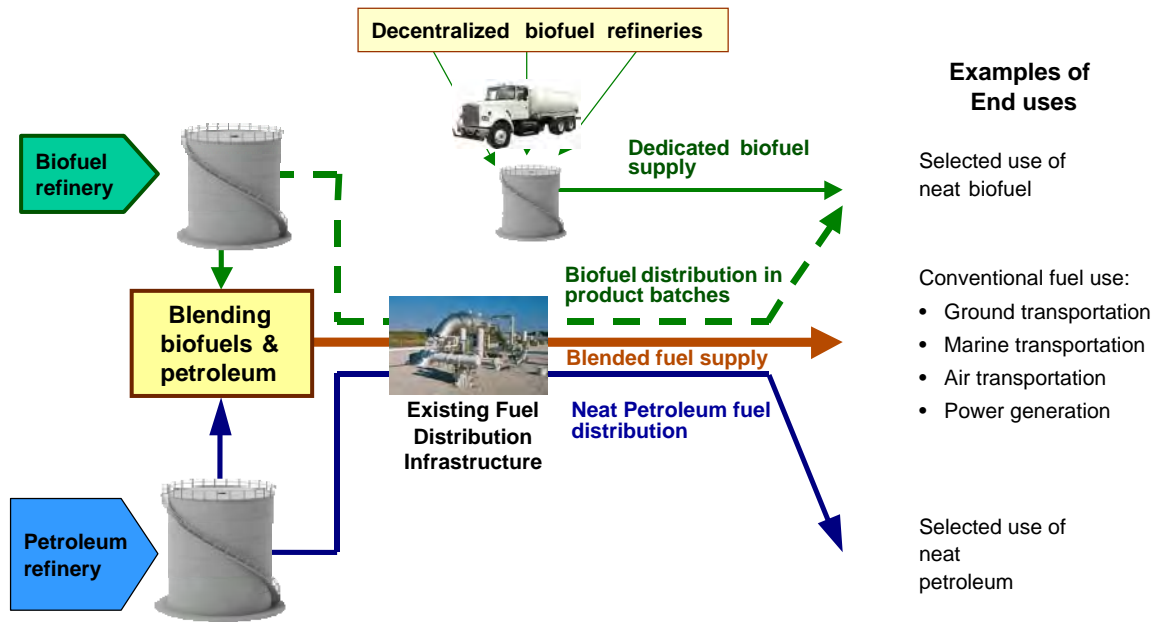 Decentralized biofuel refineries
Examples of
End uses
Biofuel
refinery
Dedicated biofuel
supply
Selected use of
neat biofuel
Biofuel distribution in
product batches
Blending
biofuels &
petroleum
Blended fuel supply
Conventional fuel use:
• Ground transportation
• Marine transportation
• Air transportation
• Power generation
Existing Fuel
Distribution
Infrastructure
Neat Petroleum fuel
distribution
Petroleum
refinery
Selected use of
neat
petroleum